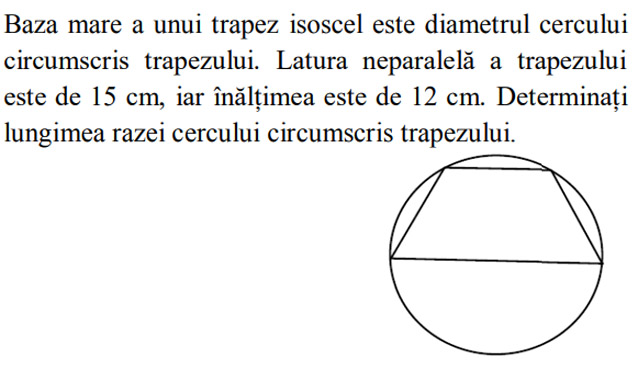 Baza mare a unui trapez isoscel este diametrul cercului
circumscris trapezului. Latura neparalelă a trapezului
este de 15 cm, iar înălțimea este de 12 cm. Determinați
lungimea razei cercului circumscris trapezului.